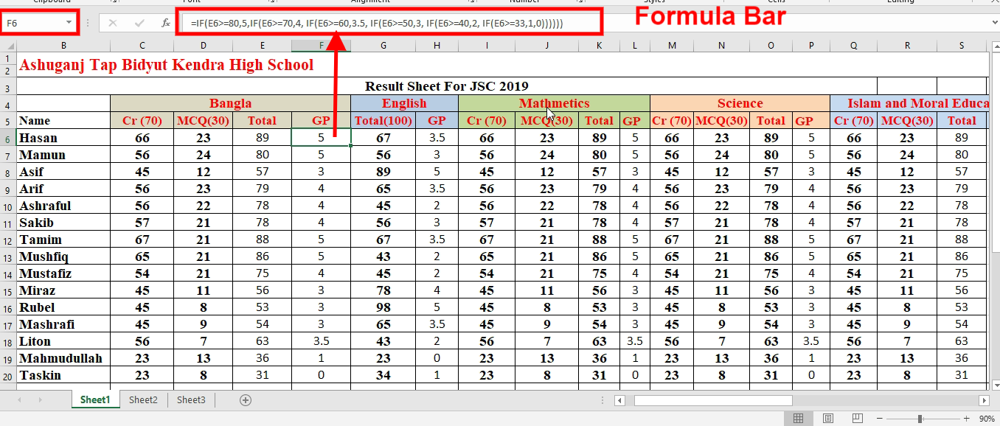 Formula Bar
F6 fx =IF(E6>=80,5,IF(E6>=70,4, IF(E6>=60,3.5, IF(E6>=50,3, IF(E6>=40,2, IF(E6>=33,1,0))))))
B C D E F G H I J K L M N O P Q R S
1 Ashuganj Tap Bidyut Kendra High School
2
3 Result Sheet For JSC 2019
4 Bangla English Mathmetics Science Islam and Moral Educa
5 Name Cr (70) MCQ(30) Total GP Total(100) GP Cr (70) MCQ(30) Total GP Cr (70) MCQ(30) Total GP Cr (70) MCQ(30) Total
6 Hasan 66 23 89 5 67 3.5 66 23 89 5 66 23 89 5 66 23 89
7 Mamun 56 24 80 5 56 3 56 24 80 5 56 24 80 5 56 24 80
8 Asif 45 12 57 3 89 5 45 12 57 3 45 12 57 3 45 12 57
9 Arif 56 23 79 4 65 3.5 56 23 79 4 56 23 79 4 56 23 79
10 Ashraful 56 22 78 4 45 2 56 22 78 4 56 22 78 4 56 22 78
11 Sakib 57 21 78 4 56 3 57 21 78 4 57 21 78 4 57 21 78
12 Tamim 67 21 88 5 67 3.5 67 21 88 5 67 21 88 5 67 21 88
13 Mushfiq 65 21 86 5 43 2 65 21 86 5 65 21 86 5 65 21 86
14 Mustafiz 54 21 75 4 45 2 54 21 75 4 54 21 75 4 54 21 75
15 Miraz 45 11 56 3 78 4 45 11 56 3 45 11 56 3 45 11 56
16 Rubel 45 8 53 3 98 5 45 8 53 3 45 8 53 3 45 8 53
17 Mashrafi 45 9 54 3 65 3.5 45 9 54 3 45 9 54 3 45 9 54
18 Liton 56 7 63 3.5 43 2 56 7 63 3.5 56 7 63 3.5 56 7 63
19 Mahmudullah 23 13 36 1 23 0 23 13 36 1 23 13 36 1 23 13 36
20 Taskin 23 8 31 0 34 1 23 8 31 0 23 8 31 0 23 8 31
Sheet1 Sheet2 Sheet3
90%